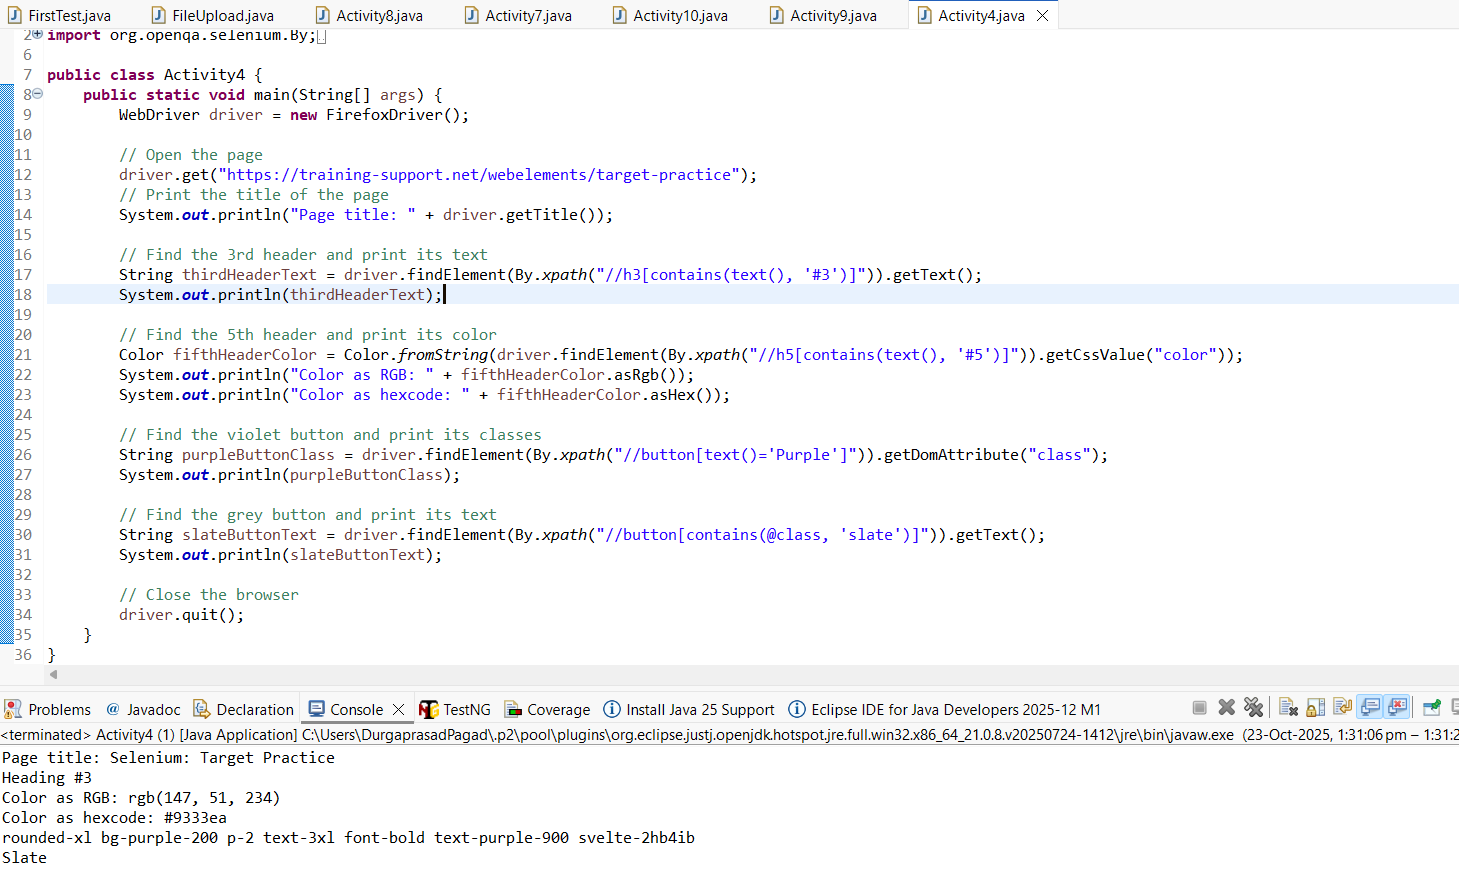 FirstTest.java FileUpload.java Activity8.java Activity7.java Activity10.java Activity9.java Activity4.java
2 import org.openqa.selenium.By;
6
7 public class Activity4 {
8 public static void main(String[] args) {
9 WebDriver driver = new FirefoxDriver();
10
11 // Open the page
12 driver.get("https://training-support.net/webelements/target-practice");
13 // Print the title of the page
14 System.out.println("Page title: " + driver.getTitle());
15
16 // Find the 3rd header and print its text
17 String thirdHeaderText = driver.findElement(By.xpath("//h3[contains(text(), '#3')]")).getText();
18 System.out.println(thirdHeaderText);
19
20 // Find the 5th header and print its color
21 Color fifthHeaderColor = Color.fromString(driver.findElement(By.xpath("//h5[contains(text(), '#5')]")).getCssValue("color"));
22 System.out.println("Color as RGB: " + fifthHeaderColor.asRgb());
23 System.out.println("Color as hexcode: " + fifthHeaderColor.asHex());
24
25 // Find the violet button and print its classes
26 String purpleButtonClass = driver.findElement(By.xpath("//button[text()='Purple']")).getDomAttribute("class");
27 System.out.println(purpleButtonClass);
28
29 // Find the grey button and print its text
30 String slateButtonText = driver.findElement(By.xpath("//button[contains(@class, 'slate')]")).getText();
31 System.out.println(slateButtonText);
32
33 // Close the browser
34 driver.quit();
35 }
36 }
Problems @ Javadoc Declaration Console TestNG Coverage Install Java 25 Support Eclipse IDE for Java Developers 2025-12 M1
<terminated> Activity4 (1) [Java Application] C:\Users\DurgaprasadPagad\.p2\pool\plugins\org.eclipse.justj.openjdk.hotspot.jre.full.win32.x86_64_21.0.8.v20250724-1412\jre\bin\javaw.exe (23-Oct-2025, 1:31:06 pm – 1:31:2
Page title: Selenium: Target Practice
Heading #3
Color as RGB: rgb(147, 51, 234)
Color as hexcode: #9333ea
rounded-xl bg-purple-200 p-2 text-3xl font-bold text-purple-900 svelte-2hb4ib
Slate